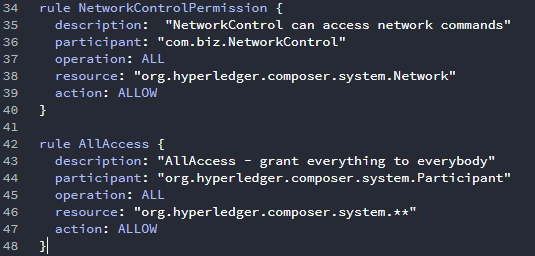 34 rule NetworkControlPermission {
35   description:  "NetworkControl can access network commands"
36   participant: "com.biz.NetworkControl"
37   operation: ALL
38   resource: "org.hyperledger.composer.system.Network"
39   action: ALLOW
40 }
41
42 rule AllAccess {
43   description: "AllAccess - grant everything to everybody"
44   participant: "org.hyperledger.composer.system.Participant"
45   operation: ALL
46   resource: "org.hyperledger.composer.system.**"
47   action: ALLOW
48 }